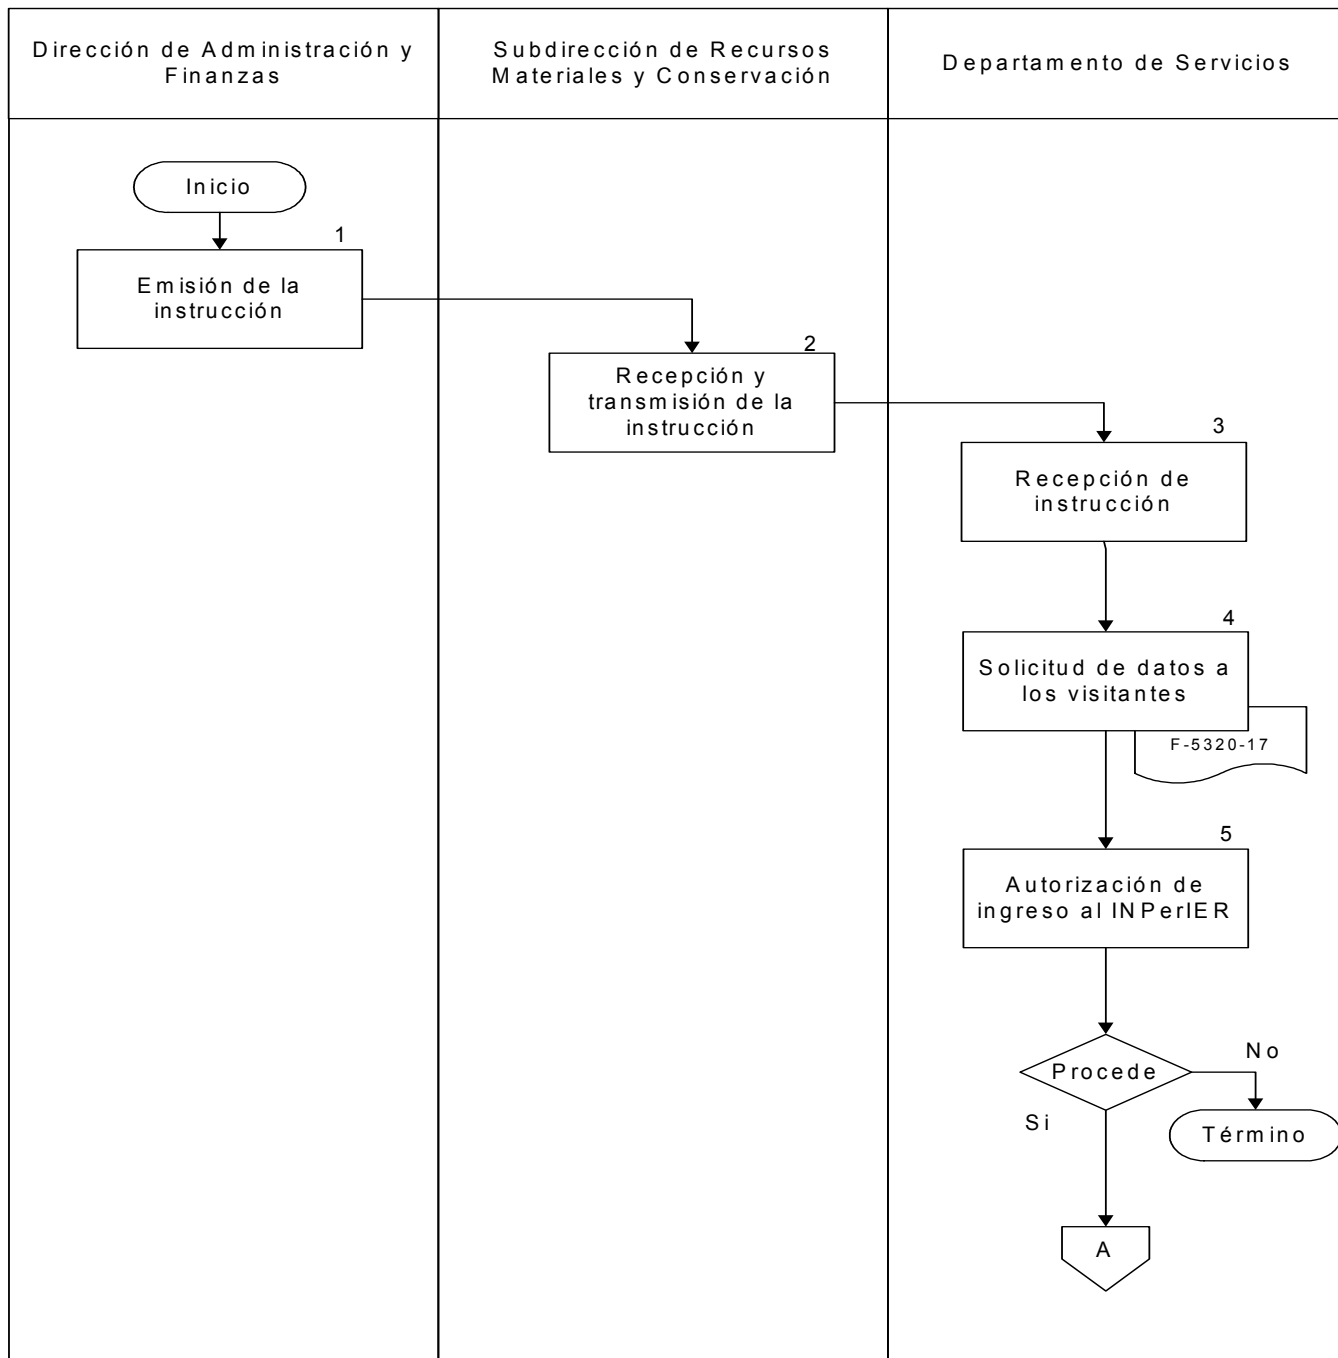 Dirección de Administración y
Finanzas
Subdirección de Recursos
Materiales y Conservación
Departamento de Servicios
Inicio
1
Emisión de la
instrucción
2
Recepción y
transmisión de la
instrucción
3
Recepción de
instrucción
4
Solicitud de datos a
los visitantes
F-5320-17
5
Autorización de
ingreso al INPerIER
Procede
No
Si
Término
A